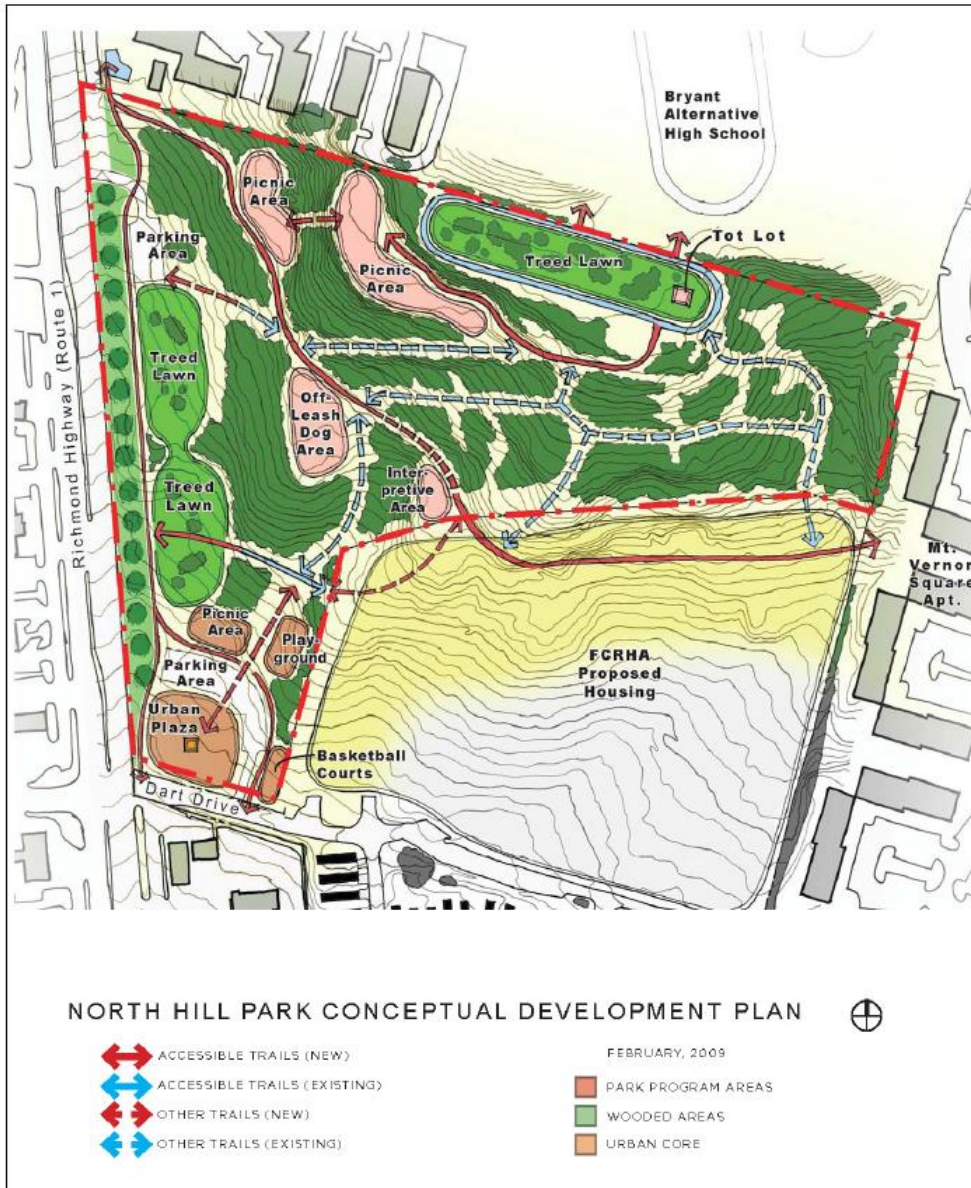 Bryant
Alternative
High School
Picnic
Area
Tot Lot
Parking
Area
Picnic
Area
Treed Lawn
Richmond Highway (Route 1)
Treed
Lawn
Off-
Leash
Dog
Area
Treed
Lawn
Inter-
pretive
Area
Mt.
Vernon
Square
Apt.
Picnic
Area
Play-
ground
FCRHA
Proposed
Housing
Parking
Area
Urban
Plaza
Basketball
Courts
Dart Drive
NORTH HILL PARK CONCEPTUAL DEVELOPMENT PLAN
ACCESSIBLE TRAILS (NEW)
ACCESSIBLE TRAILS (EXISTING)
OTHER TRAILS (NEW)
OTHER TRAILS (EXISTING)
FEBRUARY, 2009
PARK PROGRAM AREAS
WOODED AREAS
URBAN CORE